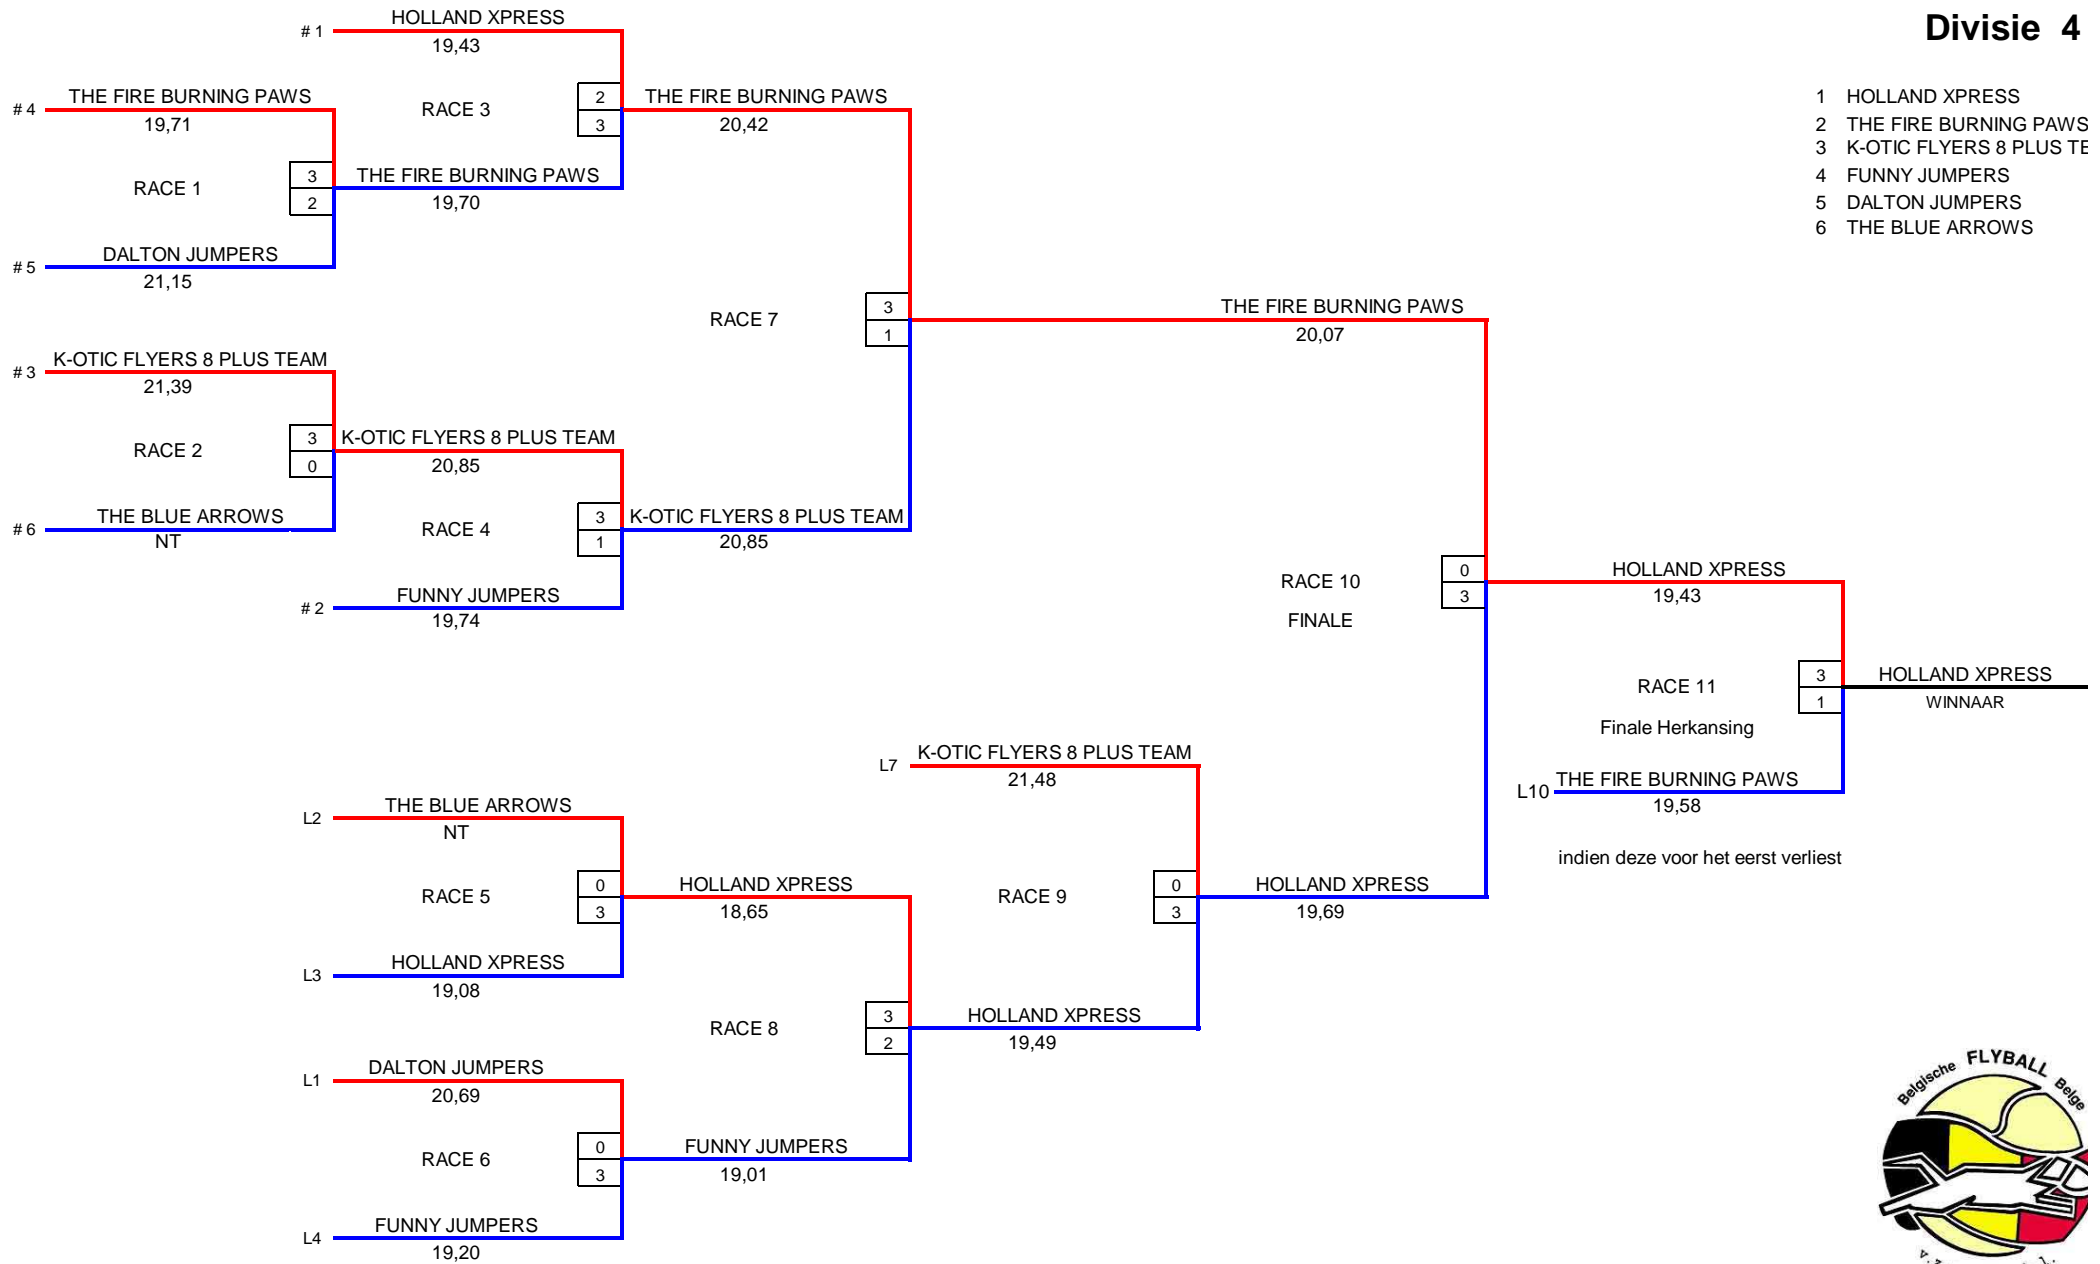 Divisie 4
1 HOLLAND XPRESS
2 THE FIRE BURNING PAWS
3 K-OTIC FLYERS 8 PLUS TE
4 FUNNY JUMPERS
5 DALTON JUMPERS
6 THE BLUE ARROWS
# 1 HOLLAND XPRESS
19,43
# 4 THE FIRE BURNING PAWS
19,71
RACE 3
2
3
THE FIRE BURNING PAWS
20,42
RACE 1
3
2
THE FIRE BURNING PAWS
19,70
# 5 DALTON JUMPERS
21,15
RACE 7
3
1
THE FIRE BURNING PAWS
20,07
# 3 K-OTIC FLYERS 8 PLUS TEAM
21,39
RACE 2
3
0
K-OTIC FLYERS 8 PLUS TEAM
20,85
# 6 THE BLUE ARROWS
NT
RACE 4
3
1
K-OTIC FLYERS 8 PLUS TEAM
20,85
# 2 FUNNY JUMPERS
19,74
RACE 10
FINALE
0
3
HOLLAND XPRESS
19,43
RACE 11
Finale Herkansing
3
1
HOLLAND XPRESS
WINNAAR
L10 THE FIRE BURNING PAWS
19,58
indien deze voor het eerst verliest
L7 K-OTIC FLYERS 8 PLUS TEAM
21,48
L2 THE BLUE ARROWS
NT
RACE 5
0
3
HOLLAND XPRESS
18,65
RACE 9
0
3
HOLLAND XPRESS
19,69
L3 HOLLAND XPRESS
19,08
RACE 8
3
2
HOLLAND XPRESS
19,49
L1 DALTON JUMPERS
20,69
RACE 6
0
3
FUNNY JUMPERS
19,01
L4 FUNNY JUMPERS
19,20
Belgische FLYBALL Belge